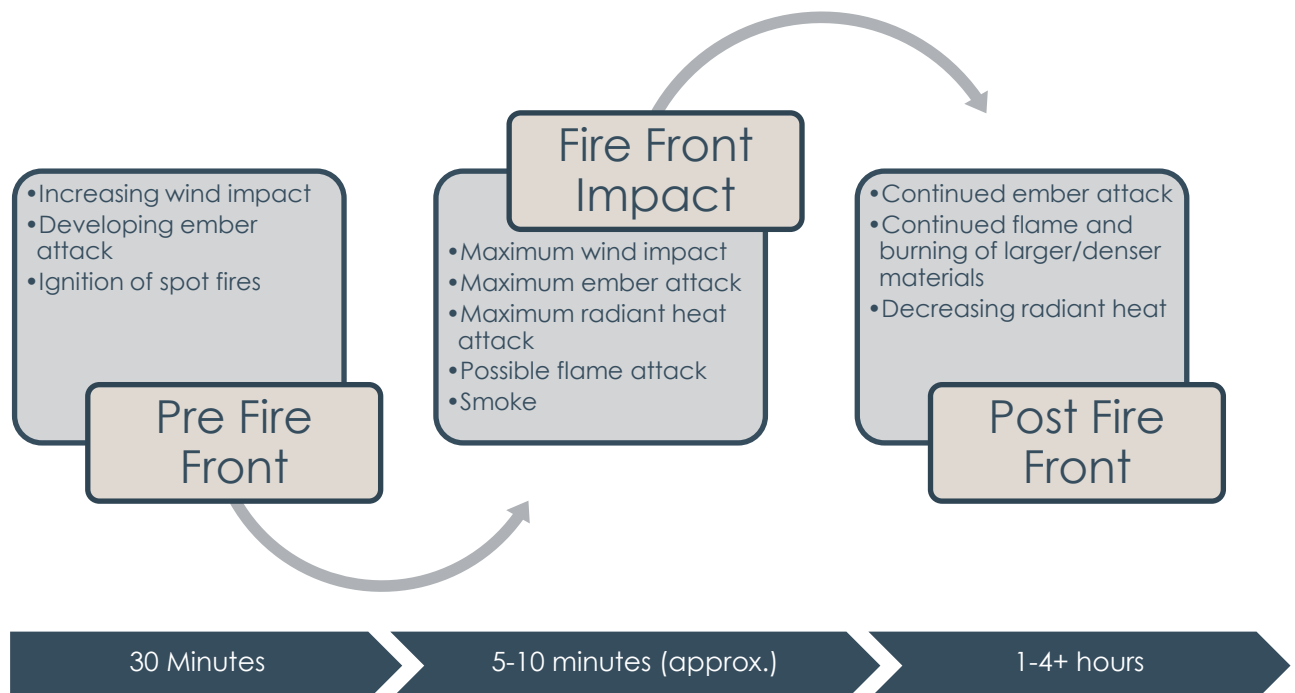 •Increasing wind impact
•Developing ember
attack
•Ignition of spot fires
Pre Fire
Front
Fire Front
Impact
•Maximum wind impact
•Maximum ember attack
•Maximum radiant heat
attack
•Possible flame attack
•Smoke
•Continued ember attack
•Continued flame and
burning of larger/denser
materials
•Decreasing radiant heat
Post Fire
Front
30 Minutes
5-10 minutes (approx.)
1-4+ hours